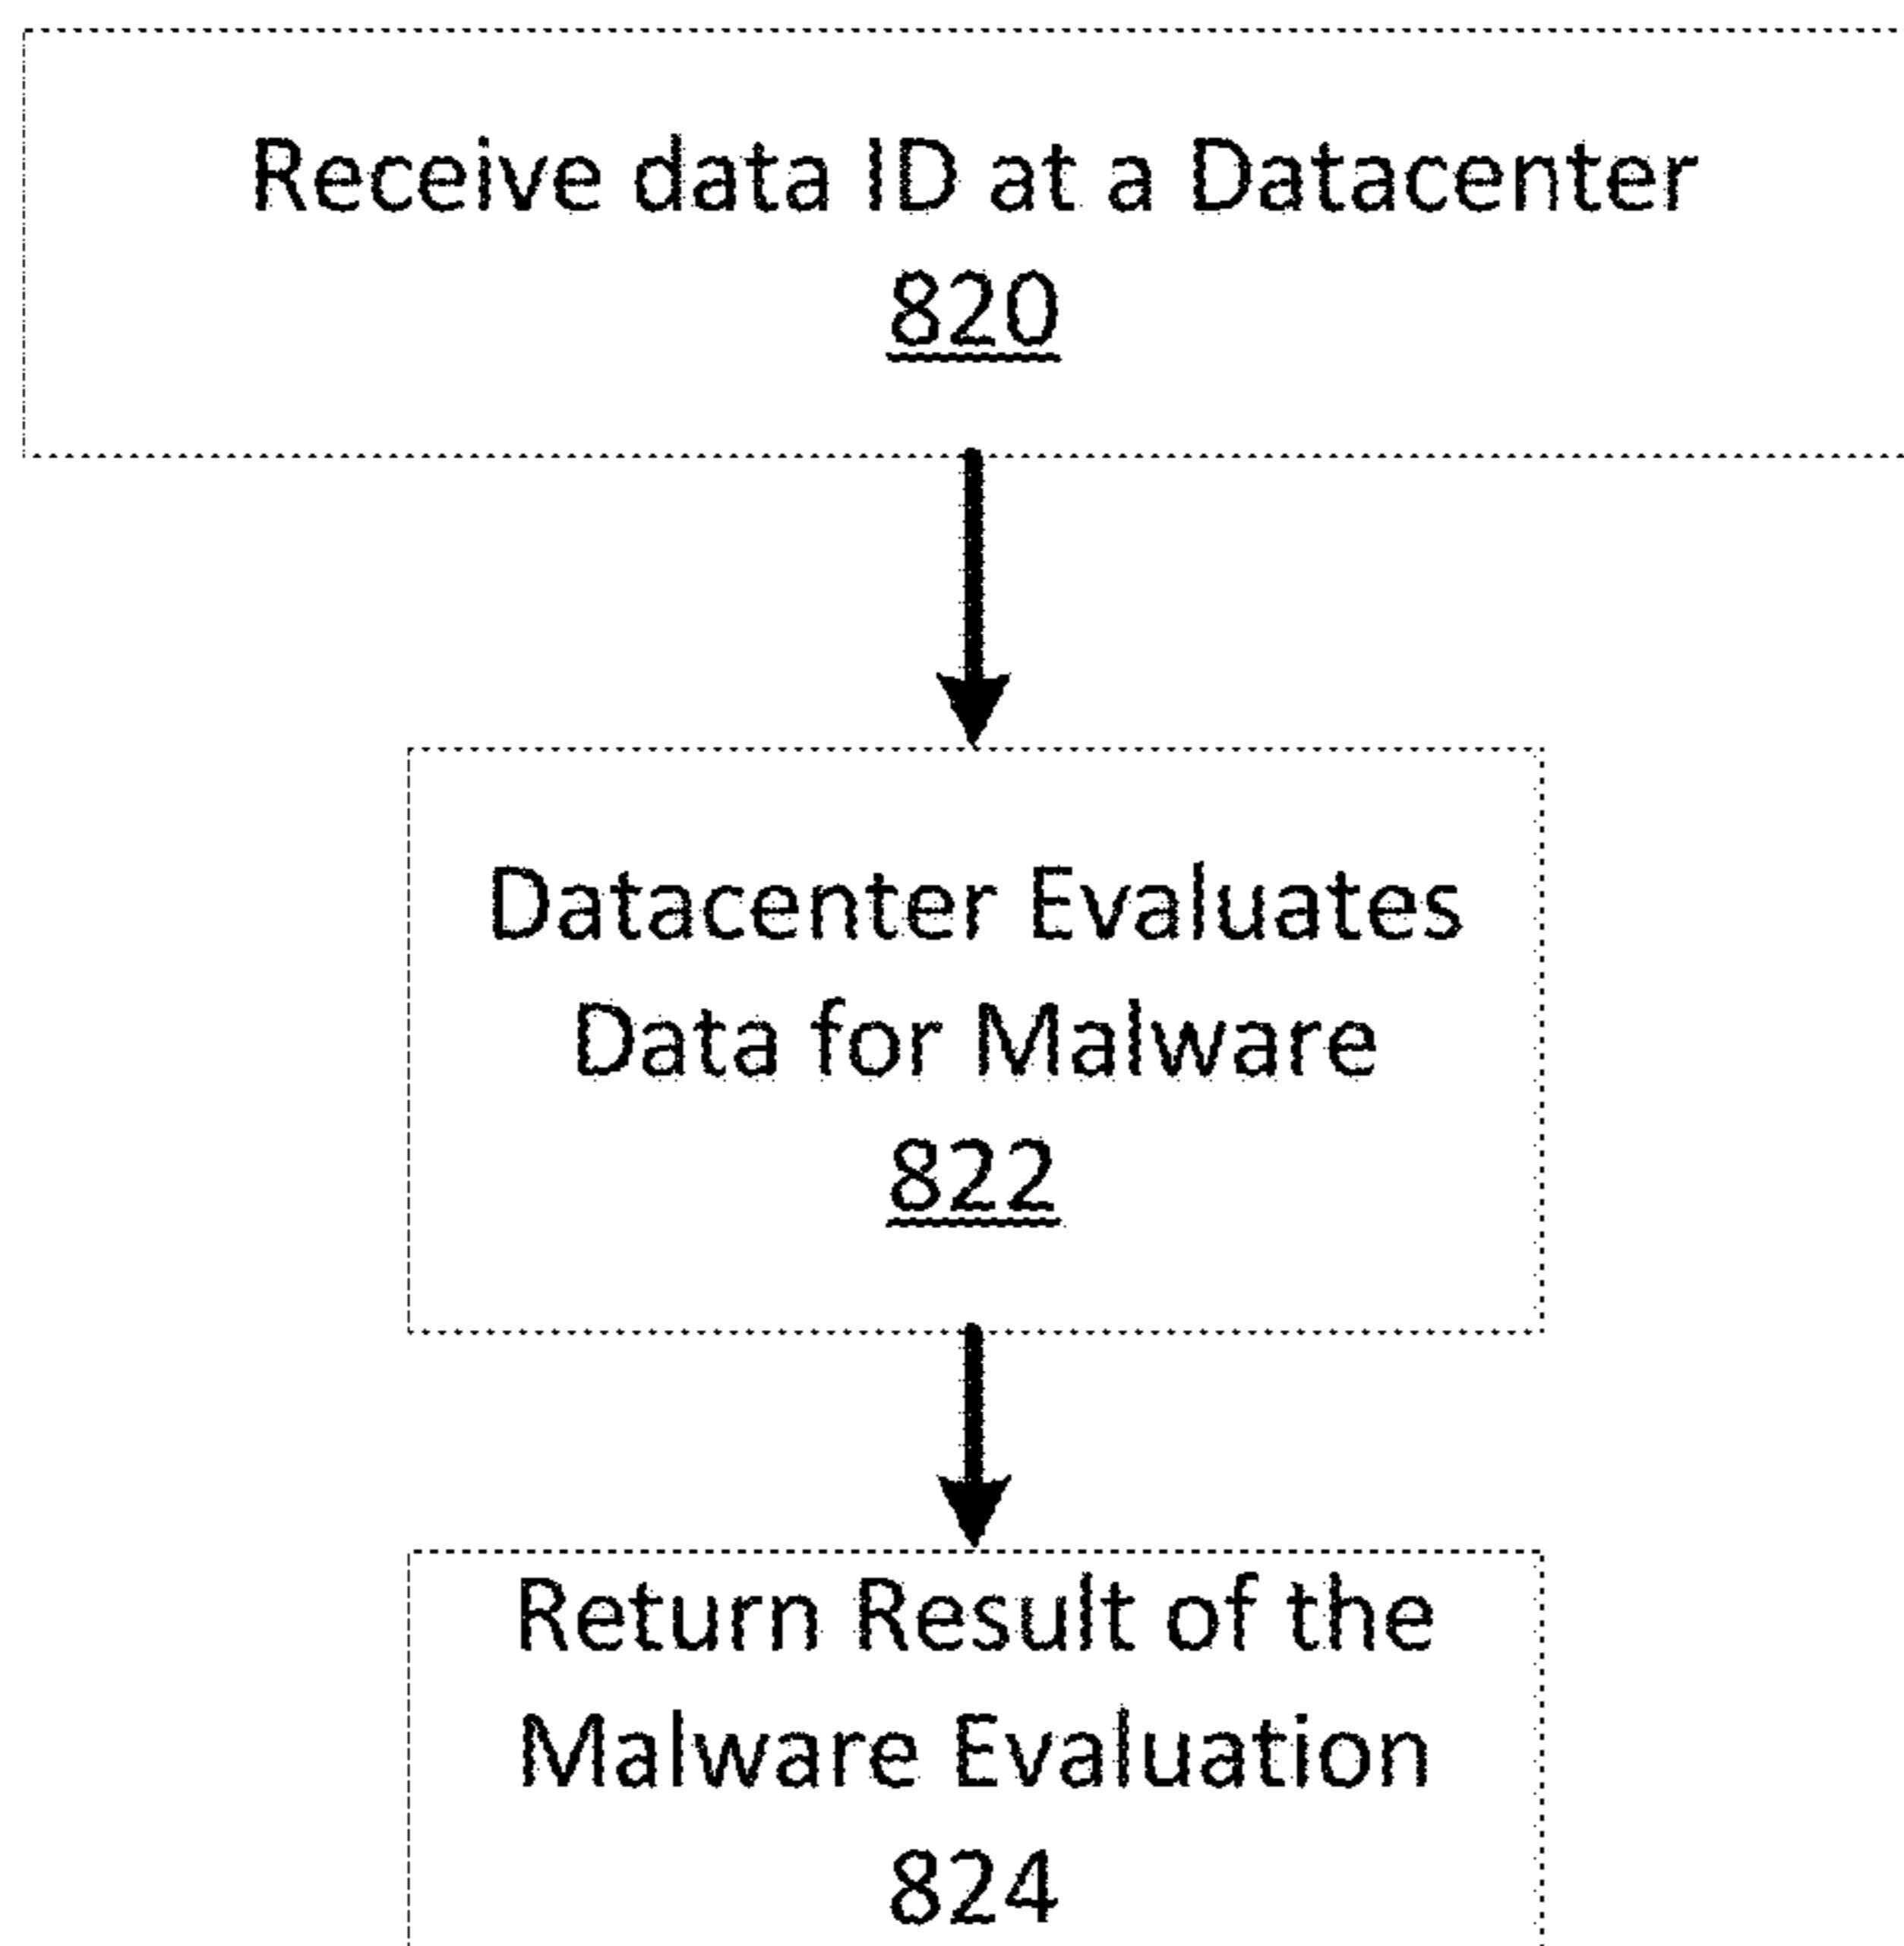 Receive data ID at a Datacenter
820
Datacenter Evaluates
Data for Malware
822
Return Result of the
Malware Evaluation
824